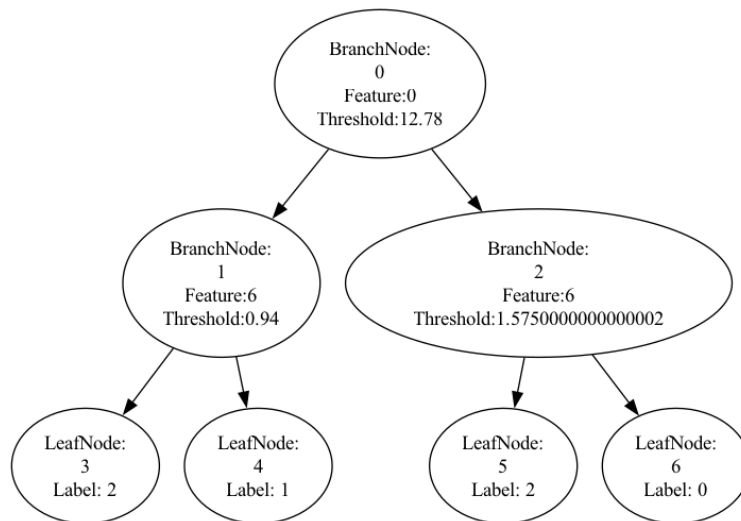 BranchNode:
0
Feature:0
Threshold:12.78
BranchNode:
1
Feature:6
Threshold:0.94
BranchNode:
2
Feature:6
Threshold:1.5750000000000002
LeafNode:
3
Label: 2
LeafNode:
4
Label: 1
LeafNode:
5
Label: 2
LeafNode:
6
Label: 0